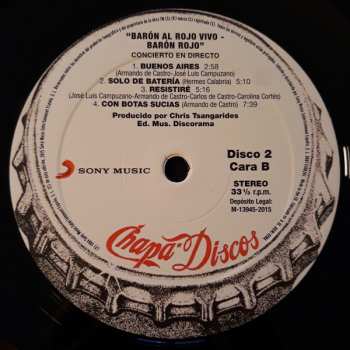 "BARÓN AL ROJO VIVO -
BARÓN ROJO"
CONCIERTO EN DIRECTO
1. BUENOS AIRES 2:58
(Armando de Castro-José Luis Campuzano)
2. SOLO DE BATERÍA (Hermes Calabria) 5:10
3. RESISTIRÉ 5:16
(José Luis Campuzano-Armando de Castro-Carlos de Castro-Carolina Cortés)
4. CON BOTAS SUCIAS (Armando de Castro) 7:39
Producido por Chris Tsangarides
Ed. Mus. Discorama
SONY MUSIC
Disco 2
Cara B
STEREO
33 ⅓ r.p.m.
Depósito Legal:
M-13945-2015
Chapa Discos